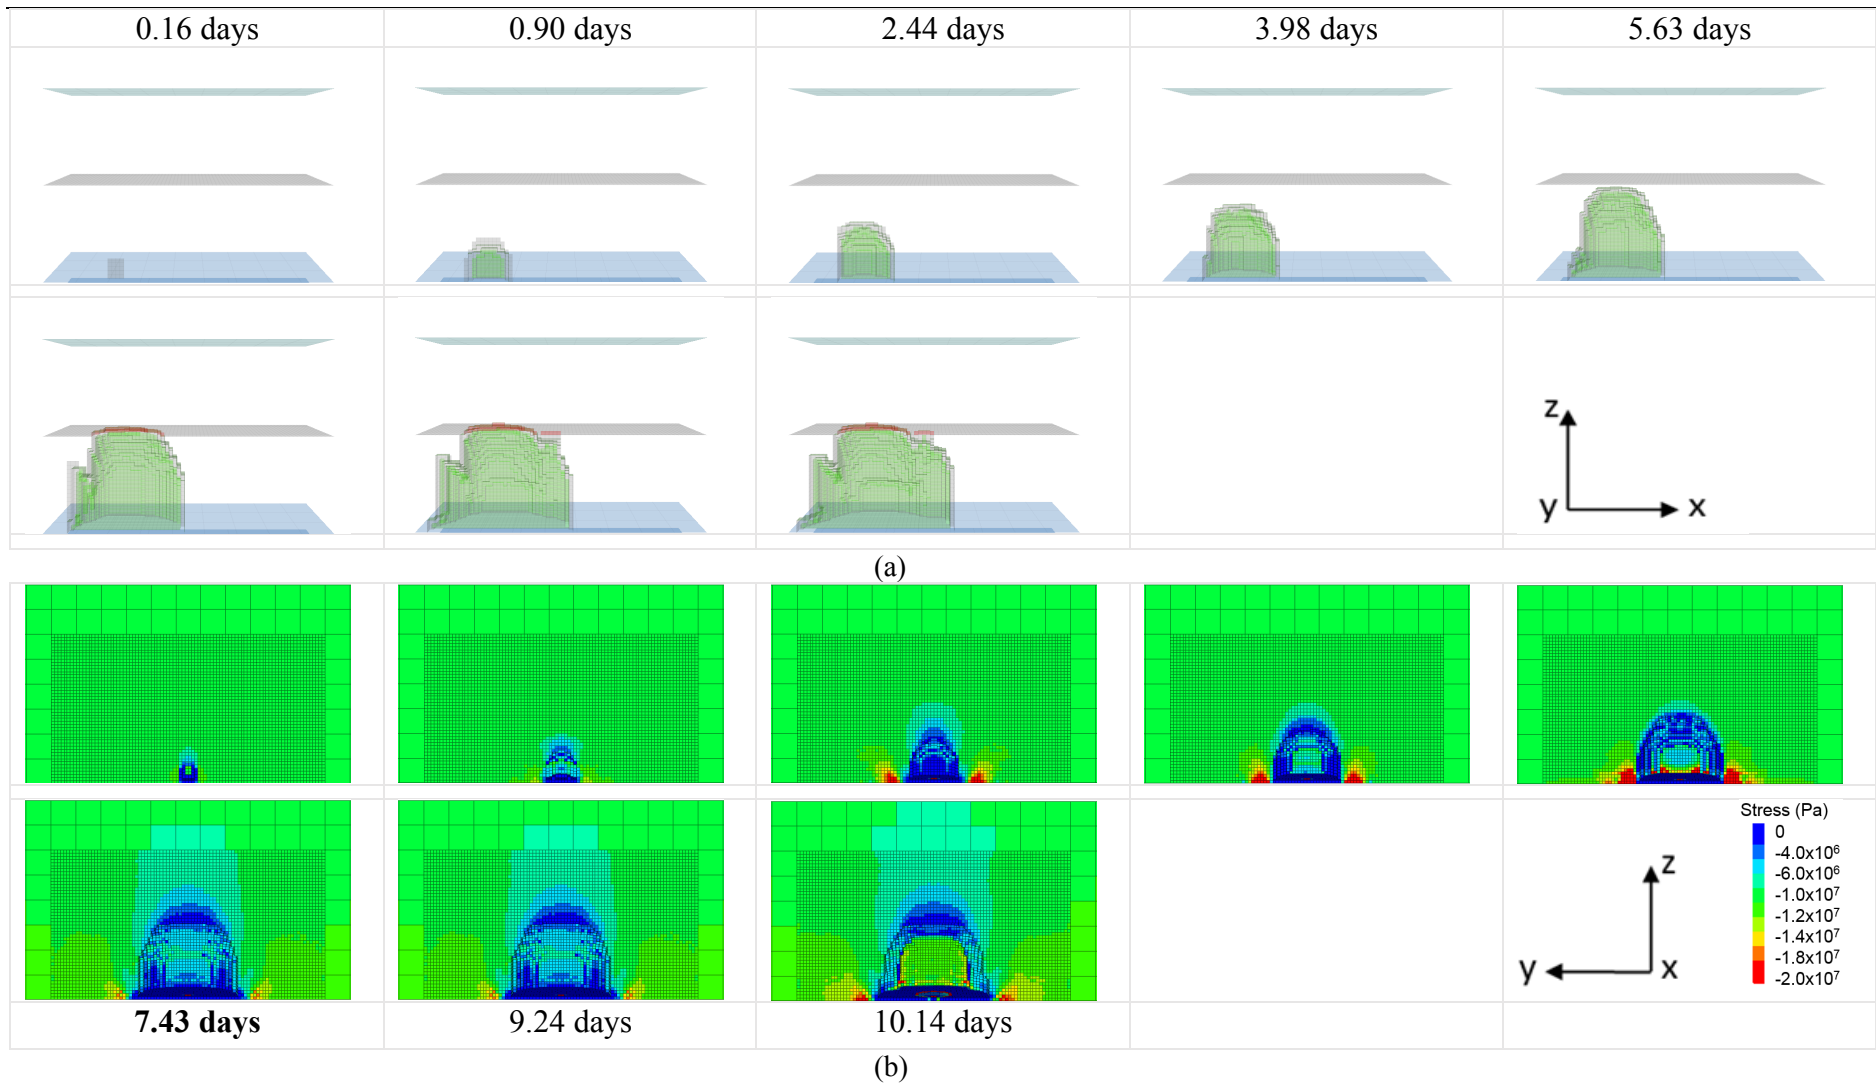 0.16 days 0.90 days 2.44 days 3.98 days 5.63 days
z
y x
(a)
Stress (Pa)
0
-4.0x10⁶
-6.0x10⁶
-1.0x10⁷
-1.2x10⁷
-1.4x10⁷
-1.8x10⁷
-2.0x10⁷
z
y x
7.43 days 9.24 days 10.14 days
(b)